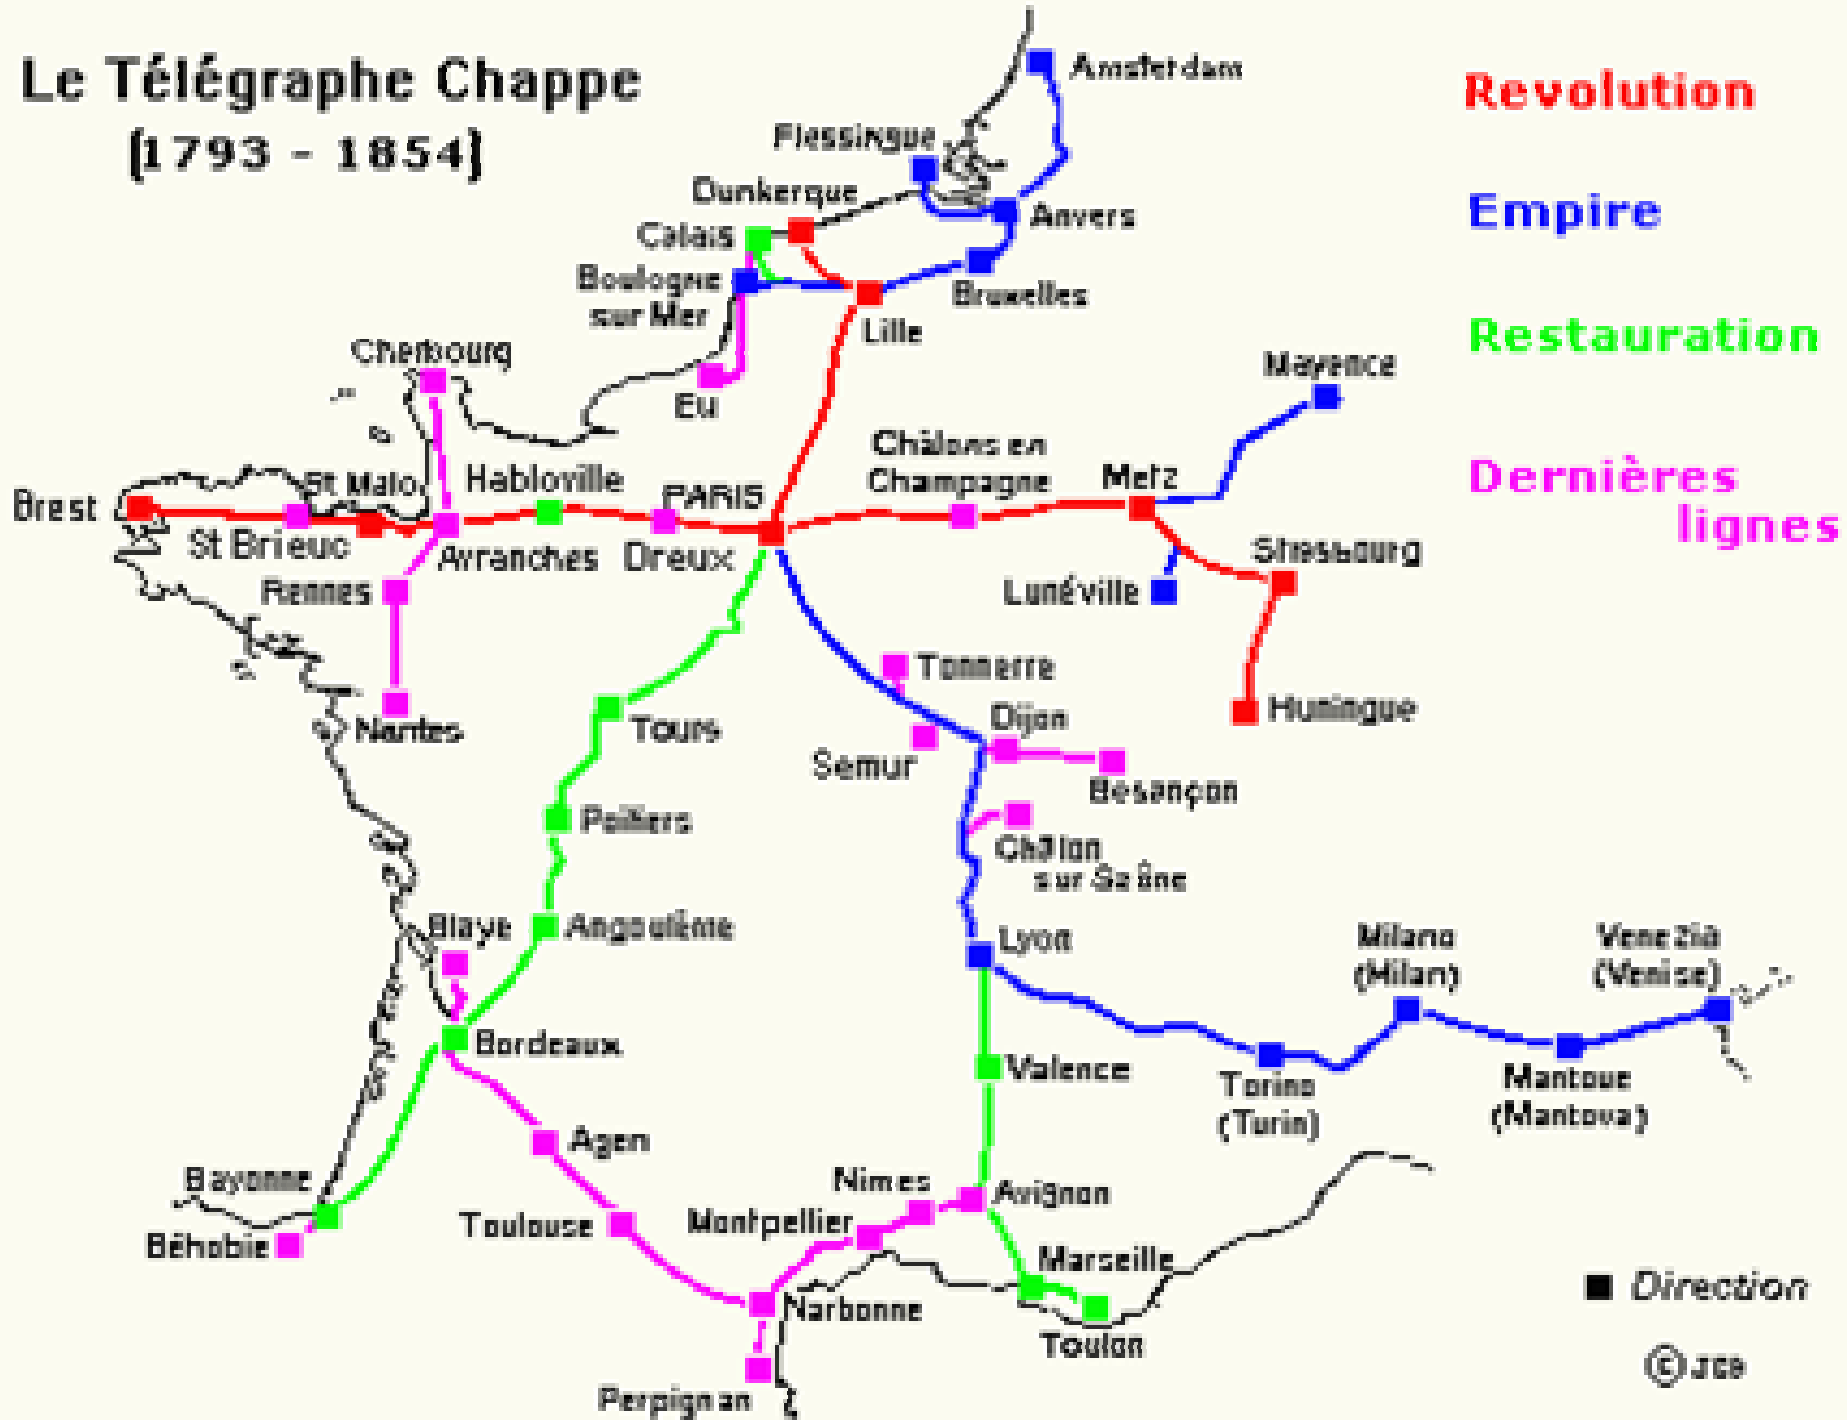 Le Télégraphe Chappe
(1793 - 1854)
Revolution
Empire
Restauration
Dernières
lignes
Amsterdam
Flessingue
Dunkerque
Anvers
Calais
Boulogne
sur Mer
Bruxelles
Lille
Cherbourg
Eu
Mayence
Châlons en
Champagne
Metz
Habloville
PARIS
St Malo
Brest
St Brieuc
Avranches
Dreux
Strasbourg
Rennes
Lunéville
Tonnerre
Huningue
Nantes
Tours
Dijon
Semur
Besançon
Poitiers
Châlon
sur Saône
Blaye
Angoulême
Lyon
Milano
(Milan)
Venezia
(Venise)
Bordeaux
Valence
Torino
(Turin)
Mantoue
(Mantova)
Agen
Bayonne
Nimes
Avignon
Béhobie
Toulouse
Montpellier
Marseille
Narbonne
Toulon
Direction
Perpignan